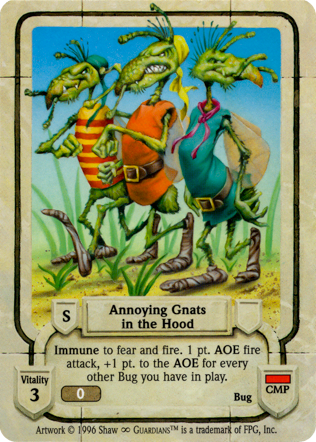 S
Annoying Gnats
in the Hood
Immune to fear and fire. 1 pt. AOE fire
attack, +1 pt. to the AOE for every
other Bug you have in play.
Vitality
3
0
Bug
CMP
Artwork © 1996 Shaw ∞ GUARDIANS™ is a trademark of FPG, Inc.